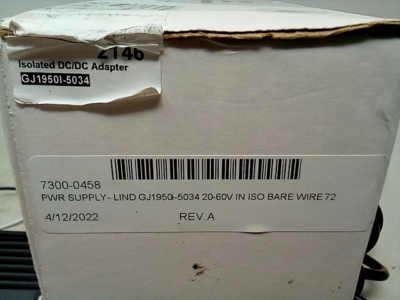 2146
Isolated DC/DC Adapter
GJ1950I-5034
7300-0458
PWR SUPPLY- LIND GJ1950i-5034 20-60V IN ISO BARE WIRE 72
4/12/2022 REV.A